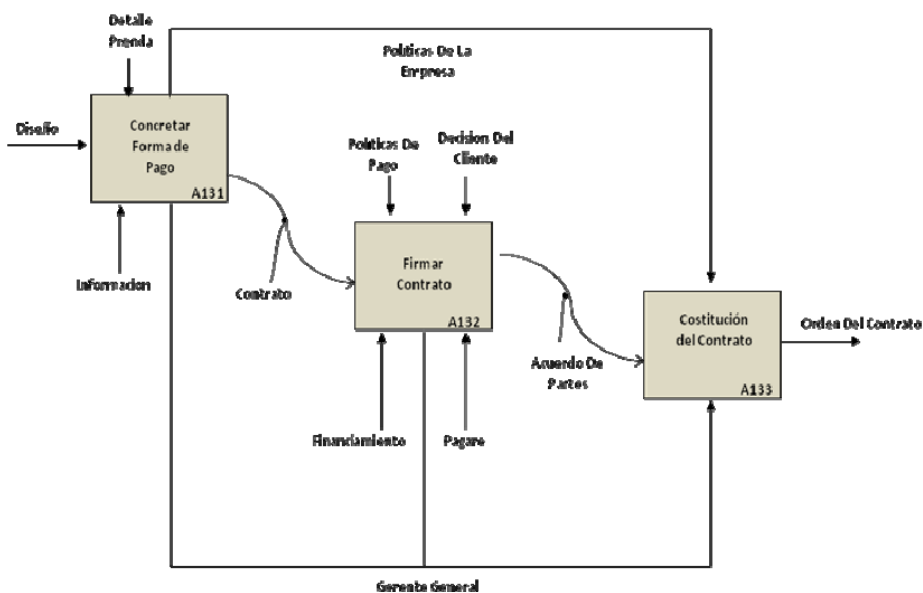 Detalle
Prenda
Politicas De La
Empresa
Diseño
Concretar
Forma de
Pago
A131
Politicas De
Pago
Decision Del
Cliente
Informacion
Contrato
Firmar
Contrato
A132
Costitución
del Contrato
A133
Orden Del Contrato
Acuerdo De
Partes
Financiamiento
Pagare
Gerente General